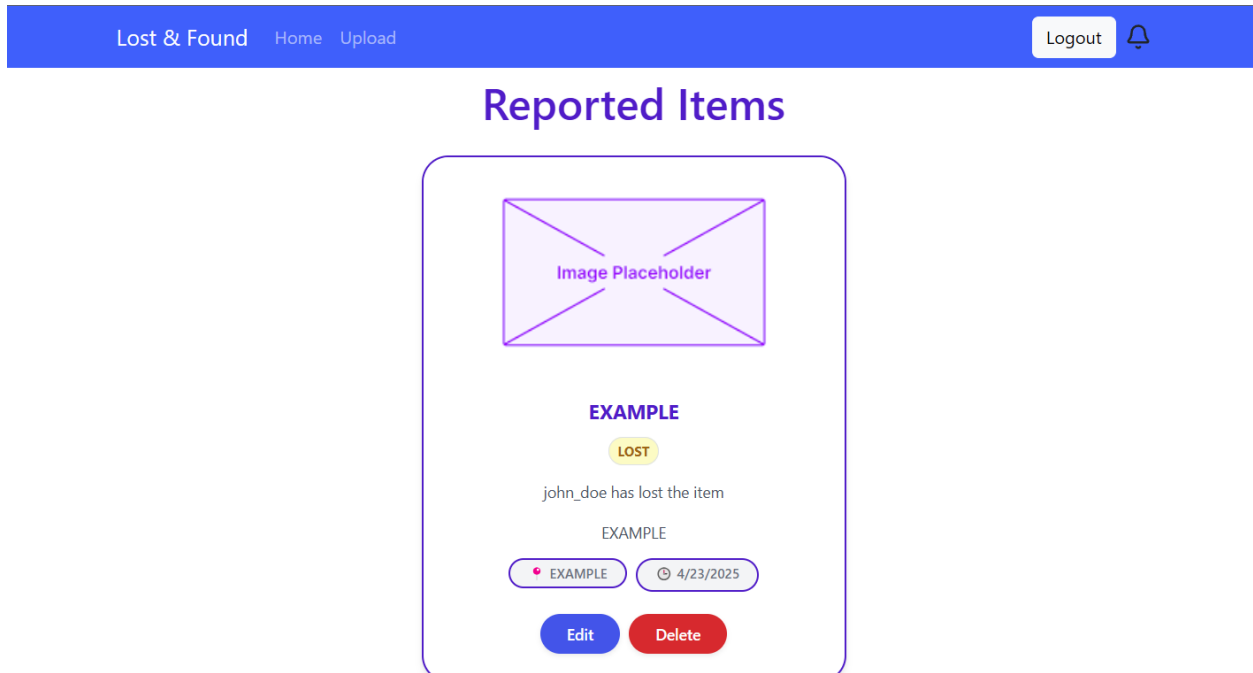 Lost & Found Home Upload Logout
Reported Items
Image Placeholder
EXAMPLE
LOST
john_doe has lost the item
EXAMPLE
EXAMPLE 4/23/2025
Edit Delete